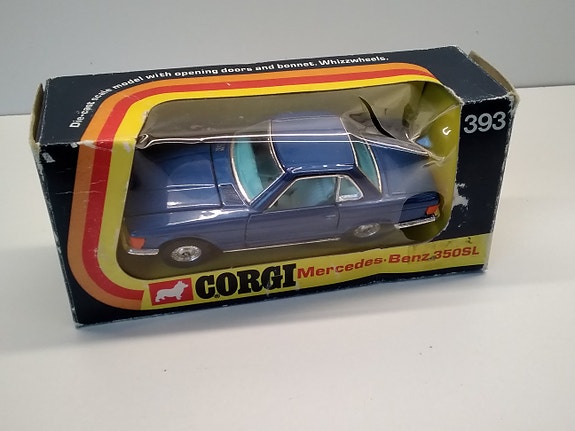 Die-cast scale model with opening doors and bonnet. Whizzwheels.
393
CORGI
Mercedes·Benz 350SL